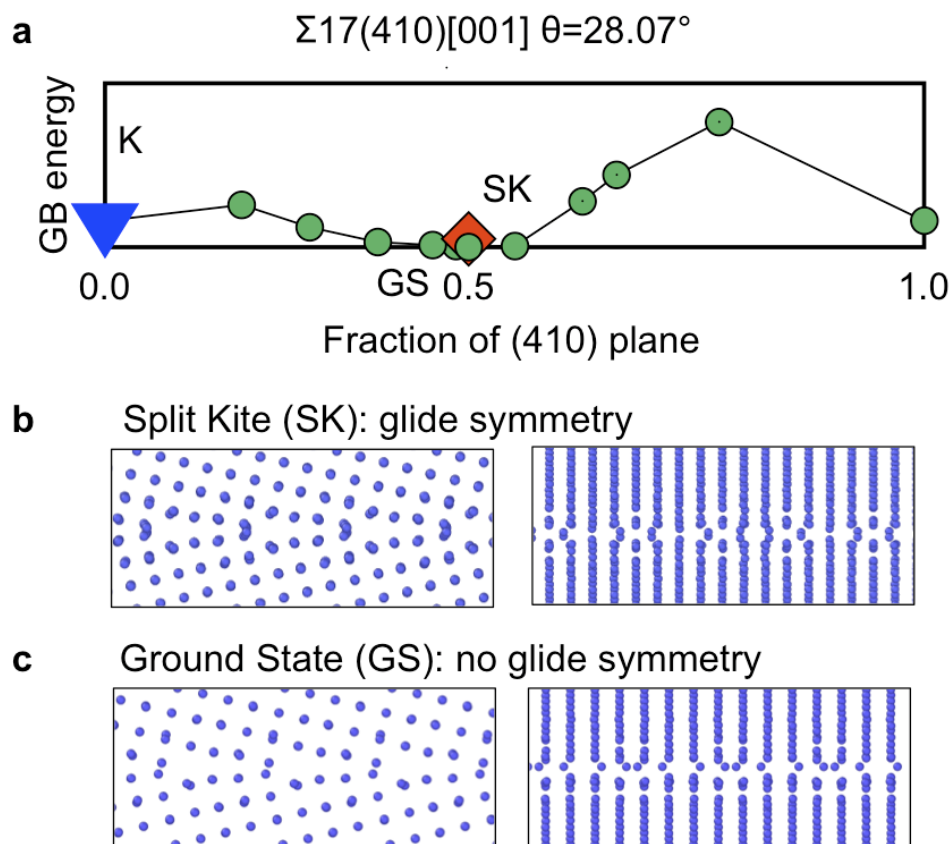 a
Σ17(410)[001] θ=28.07°
GB energy
K
SK
GS
0.0
0.5
1.0
Fraction of (410) plane
b
Split Kite (SK): glide symmetry
c
Ground State (GS): no glide symmetry